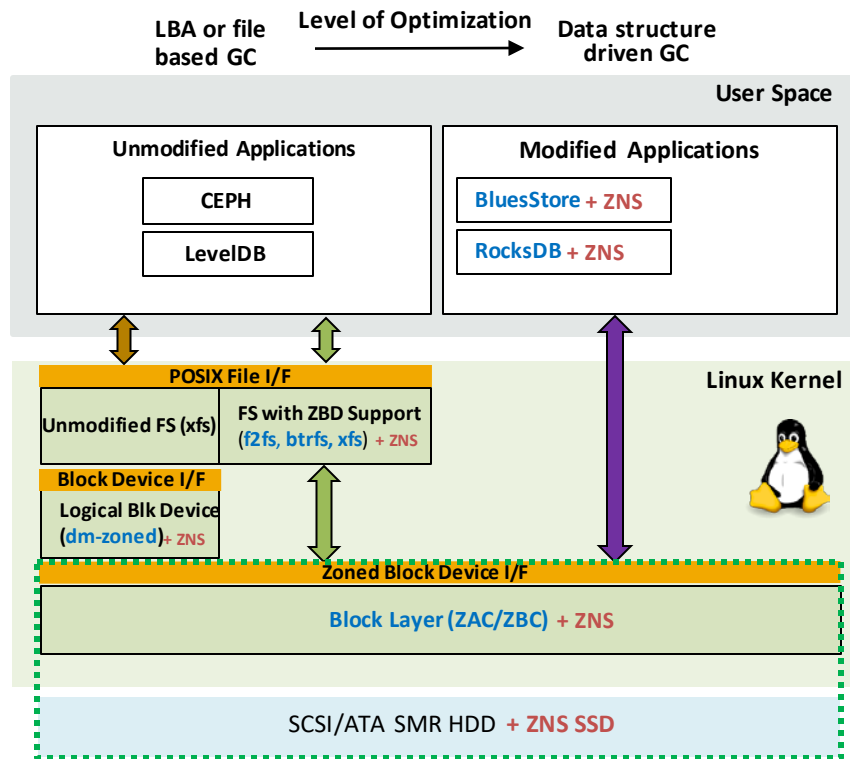 LBA or file
based GC
Level of Optimization
Data structure
driven GC
User Space
Unmodified Applications
CEPH
LevelDB
Modified Applications
BluesStore + ZNS
RocksDB + ZNS
POSIX File I/F
Linux Kernel
Unmodified FS (xfs)
FS with ZBD Support
(f2fs, btrfs, xfs) + ZNS
Block Device I/F
Logical Blk Device
(dm-zoned)+ ZNS
Zoned Block Device I/F
Block Layer (ZAC/ZBC) + ZNS
SCSI/ATA SMR HDD + ZNS SSD